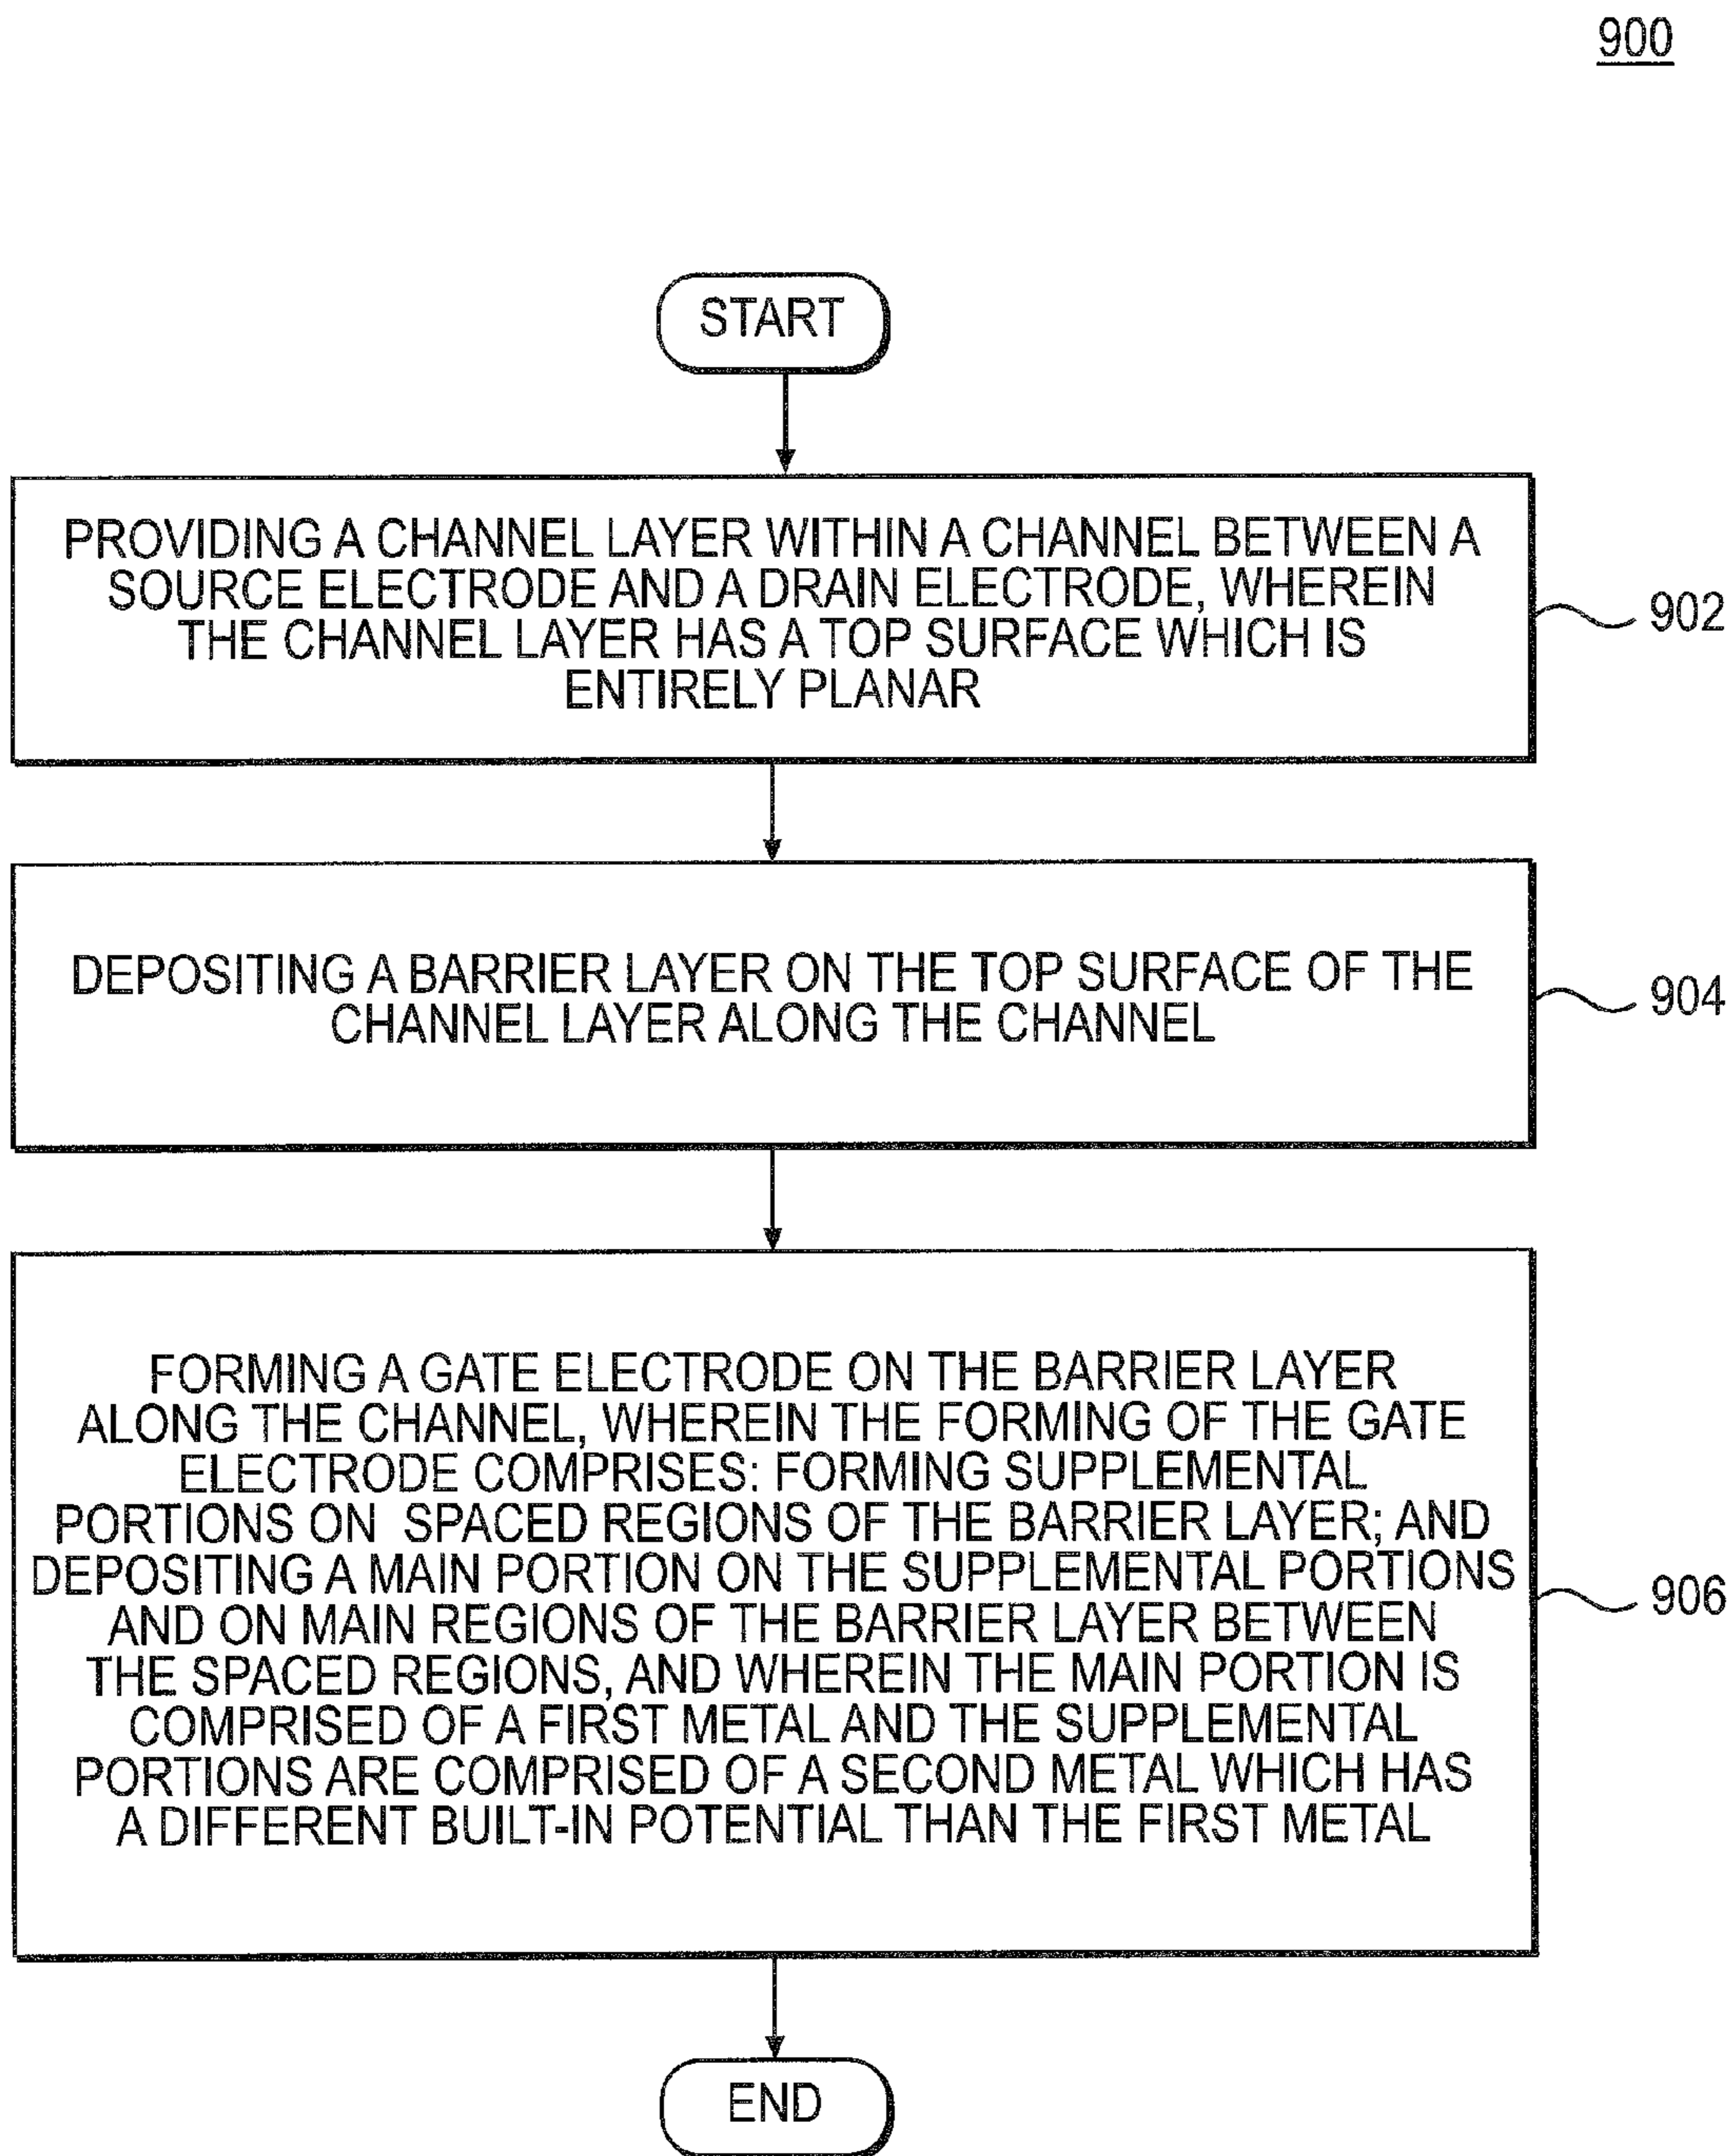 900
START
PROVIDING A CHANNEL LAYER WITHIN A CHANNEL BETWEEN A
SOURCE ELECTRODE AND A DRAIN ELECTRODE, WHEREIN
THE CHANNEL LAYER HAS A TOP SURFACE WHICH IS
ENTIRELY PLANAR
902
DEPOSITING A BARRIER LAYER ON THE TOP SURFACE OF THE
CHANNEL LAYER ALONG THE CHANNEL
904
FORMING A GATE ELECTRODE ON THE BARRIER LAYER
ALONG THE CHANNEL, WHEREIN THE FORMING OF THE GATE
ELECTRODE COMPRISES: FORMING SUPPLEMENTAL
PORTIONS ON SPACED REGIONS OF THE BARRIER LAYER; AND
DEPOSITING A MAIN PORTION ON THE SUPPLEMENTAL PORTIONS
AND ON MAIN REGIONS OF THE BARRIER LAYER BETWEEN
THE SPACED REGIONS, AND WHEREIN THE MAIN PORTION IS
COMPRISED OF A FIRST METAL AND THE SUPPLEMENTAL
PORTIONS ARE COMPRISED OF A SECOND METAL WHICH HAS
A DIFFERENT BUILT-IN POTENTIAL THAN THE FIRST METAL
906
END